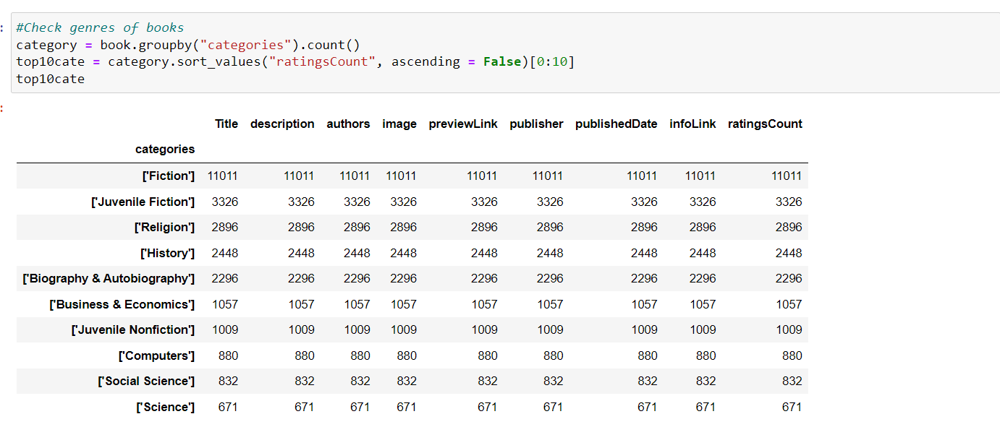 : #Check genres of books
category = book.groupby("categories").count()
top10cate = category.sort_values("ratingsCount", ascending = False)[0:10]
top10cate
:
Title description authors image previewLink publisher publishedDate infoLink ratingsCount
categories
['Fiction'] 11011 11011 11011 11011 11011 11011 11011 11011 11011
['Juvenile Fiction'] 3326 3326 3326 3326 3326 3326 3326 3326 3326
['Religion'] 2896 2896 2896 2896 2896 2896 2896 2896 2896
['History'] 2448 2448 2448 2448 2448 2448 2448 2448 2448
['Biography & Autobiography'] 2296 2296 2296 2296 2296 2296 2296 2296 2296
['Business & Economics'] 1057 1057 1057 1057 1057 1057 1057 1057 1057
['Juvenile Nonfiction'] 1009 1009 1009 1009 1009 1009 1009 1009 1009
['Computers'] 880 880 880 880 880 880 880 880 880
['Social Science'] 832 832 832 832 832 832 832 832 832
['Science'] 671 671 671 671 671 671 671 671 671